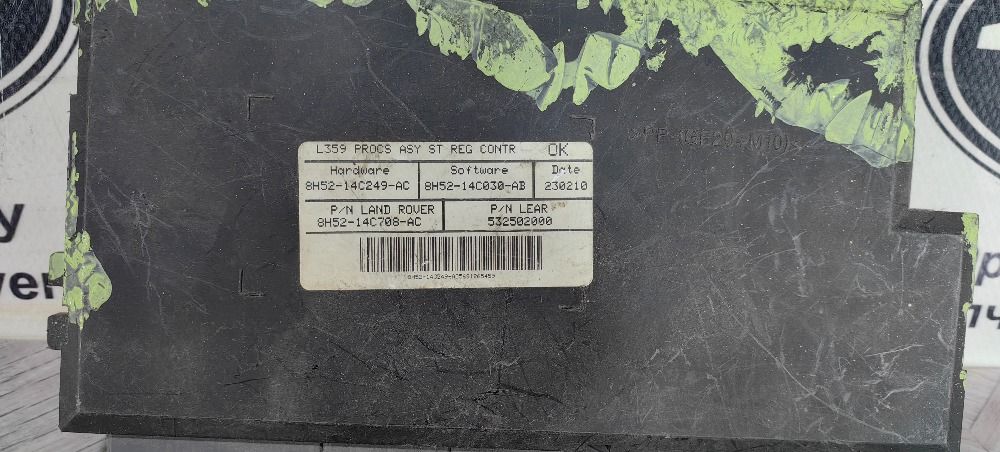 L359 PROCS ASY ST REG CONTR OK
Hardware Software Date
8H52-14C249-AC 8H52-14C030-AB 230210
P/N LAND ROVER P/N LEAR
8H52-14C708-AC 532502000